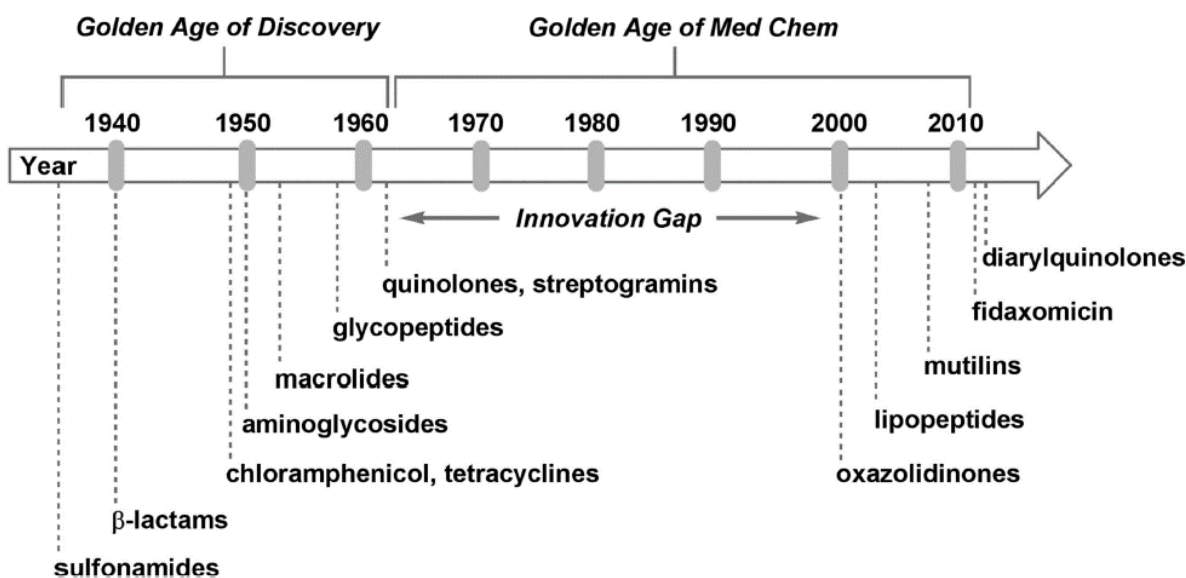 Golden Age of Discovery
Golden Age of Med Chem
1940 1950 1960 1970 1980 1990 2000 2010
Year
Innovation Gap
diarylquinolones
quinolones, streptogramins
fidaxomicin
glycopeptides
mutilins
macrolides
lipopeptides
aminoglycosides
chloramphenicol, tetracyclines
oxazolidinones
β-lactams
sulfonamides